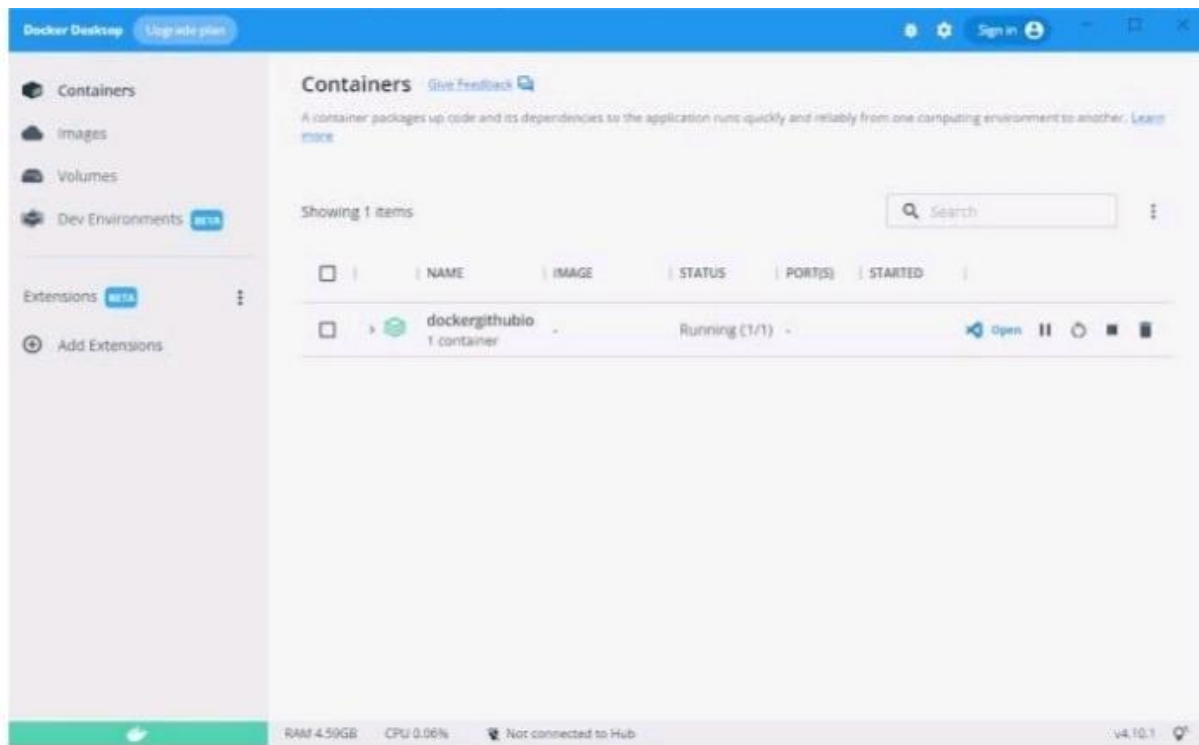 Docker Desktop
Upgrade plan
Sign in
Containers
Images
Volumes
Dev Environments BETA
Extensions BETA
Add Extensions
Containers Give Feedback
A container packages up code and its dependencies so the application runs quickly and reliably from one computing environment to another. Learn
more
Showing 1 items
Search
NAME IMAGE STATUS PORT(S) STARTED
dockergithubio - Running (1/1) - Open
1 container
RAM 4.59GB CPU 0.06% Not connected to Hub v4.10.1